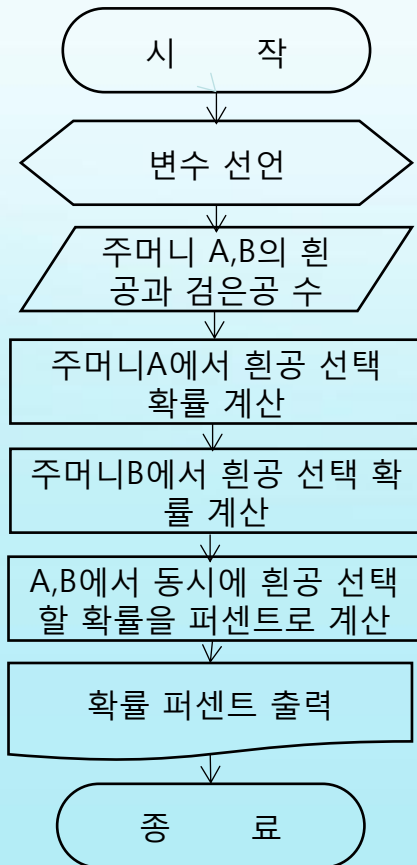 시 작
변수 선언
주머니 A,B의 흰
공과 검은공 수
주머니A에서 흰공 선택
확률 계산
주머니B에서 흰공 선택 확
률 계산
A,B에서 동시에 흰공 선택
할 확률을 퍼센트로 계산
확률 퍼센트 출력
종 료